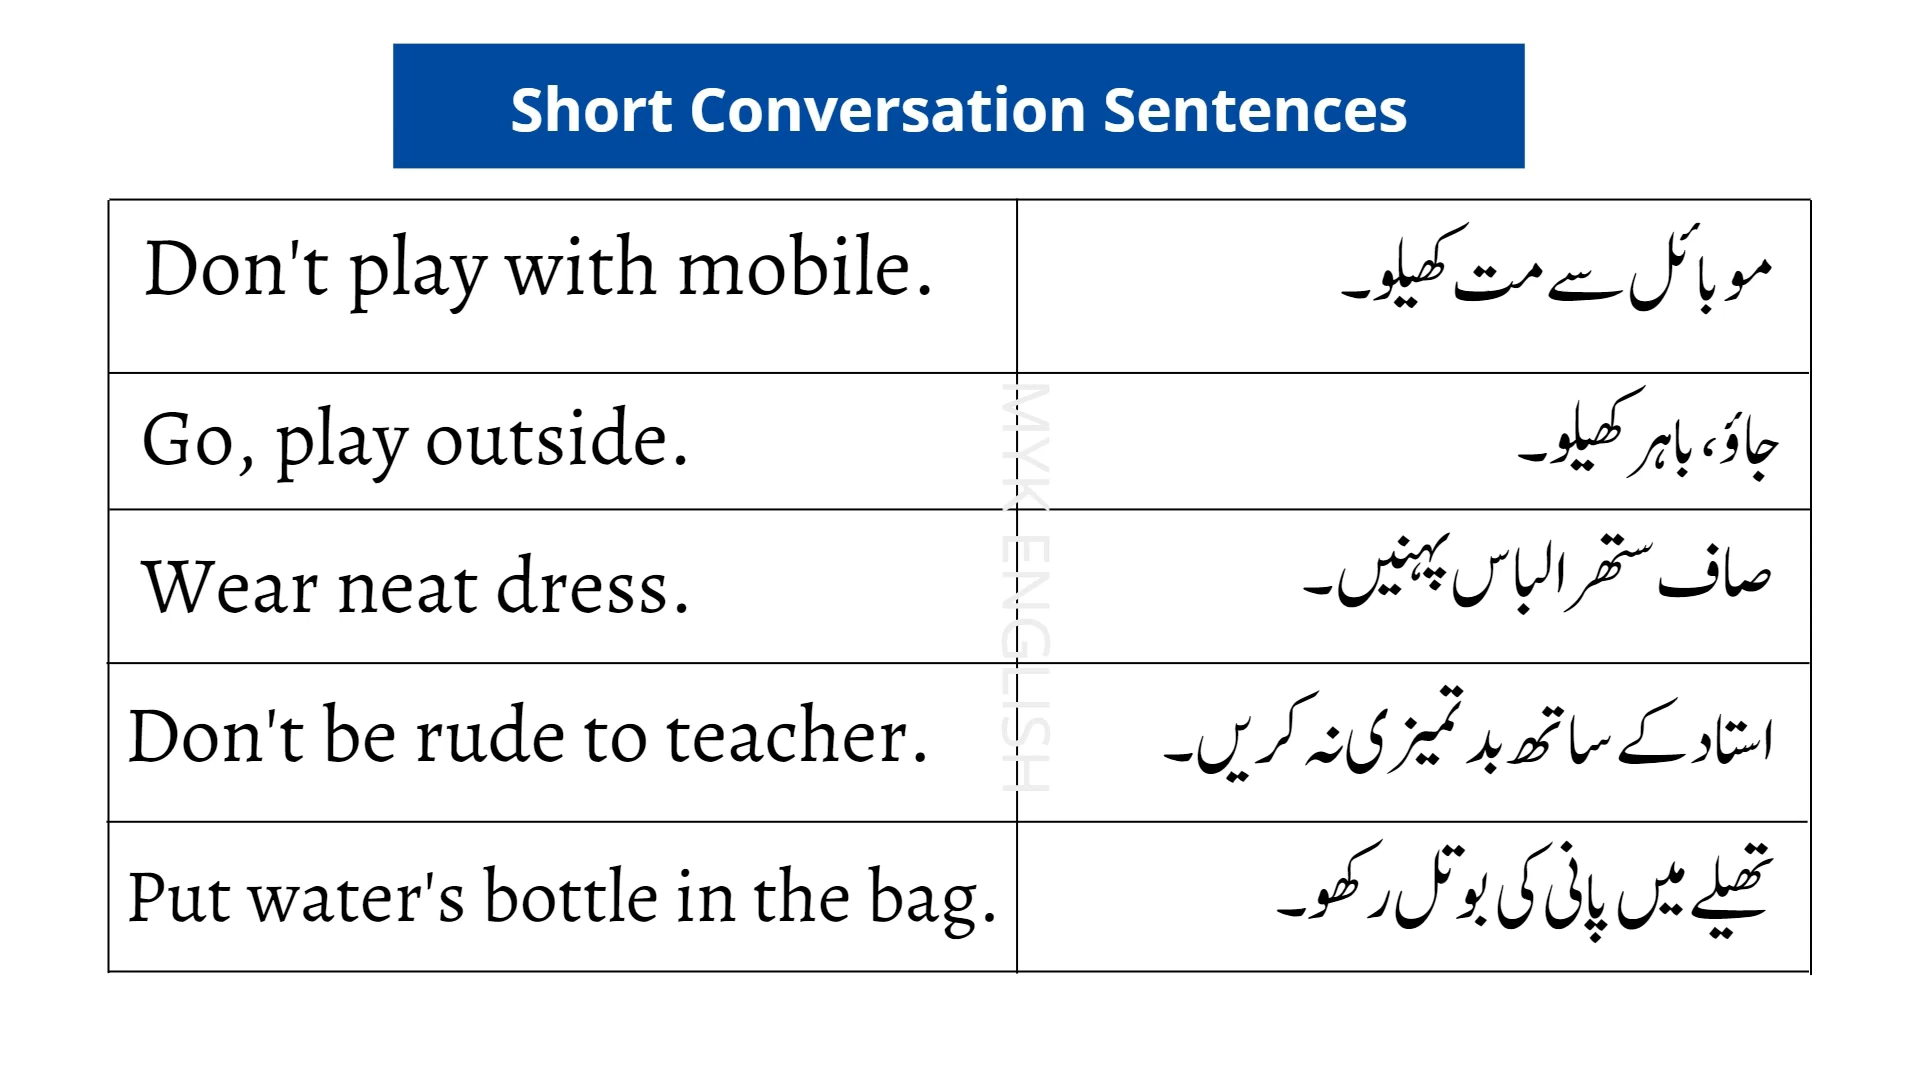 Short Conversation Sentences
Don't play with mobile.
موبائل سے مت کھیلو۔
Go, play outside.
جاؤ، باہر کھیلو۔
Wear neat dress.
صاف ستھرا لباس پہنیں۔
Don't be rude to teacher.
استاد کے ساتھ بد تمیزی نہ کریں۔
Put water's bottle in the bag.
تھیلے میں پانی کی بوتل رکھو۔
MYK ENGLISH